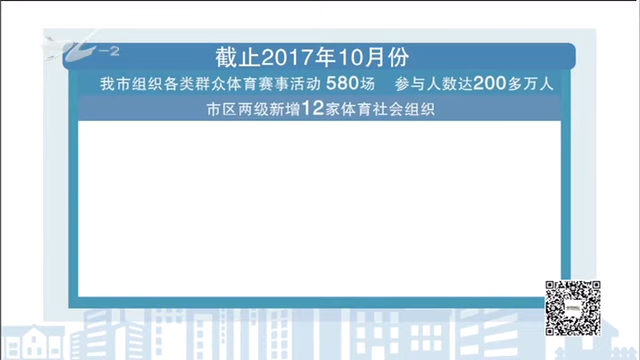 -2
截止2017年10月份
我市组织各类群众体育赛事活动 580场 参与人数达200多万人
市区两级新增12家体育社会组织